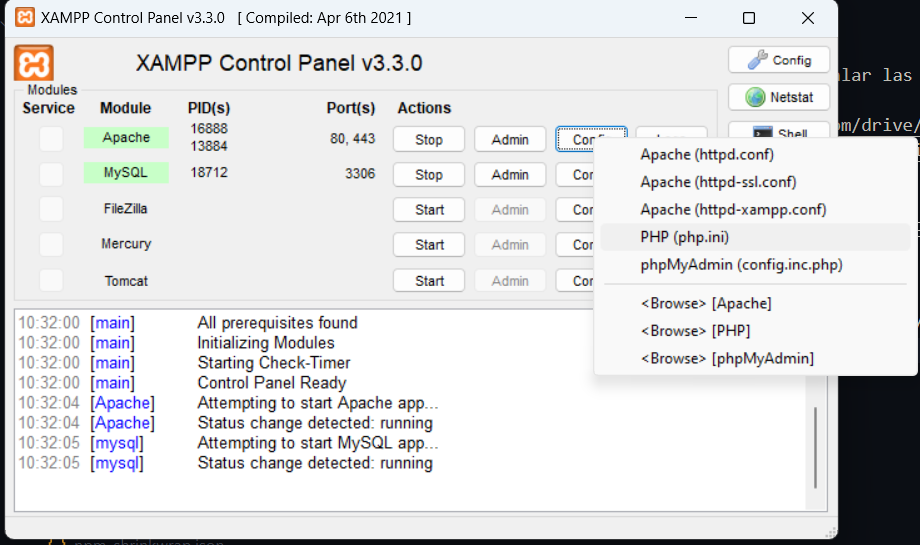 XAMPP Control Panel v3.3.0 [ Compiled: Apr 6th 2021 ]
XAMPP Control Panel v3.3.0
Config
Netstat
Shell
Modules
Service Module PID(s) Port(s) Actions
Apache 16888 13884 80, 443 Stop Admin
MySQL 18712 3306 Stop Admin
FileZilla Start Admin
Mercury Start Admin
Tomcat Start Admin
Apache (httpd.conf)
Apache (httpd-ssl.conf)
Apache (httpd-xampp.conf)
PHP (php.ini)
phpMyAdmin (config.inc.php)
<Browse> [Apache]
<Browse> [PHP]
<Browse> [phpMyAdmin]
10:32:00 [main] All prerequisites found
10:32:00 [main] Initializing Modules
10:32:00 [main] Starting Check-Timer
10:32:00 [main] Control Panel Ready
10:32:04 [Apache] Attempting to start Apache app...
10:32:04 [Apache] Status change detected: running
10:32:05 [mysql] Attempting to start MySQL app...
10:32:05 [mysql] Status change detected: running
las
om/drive/